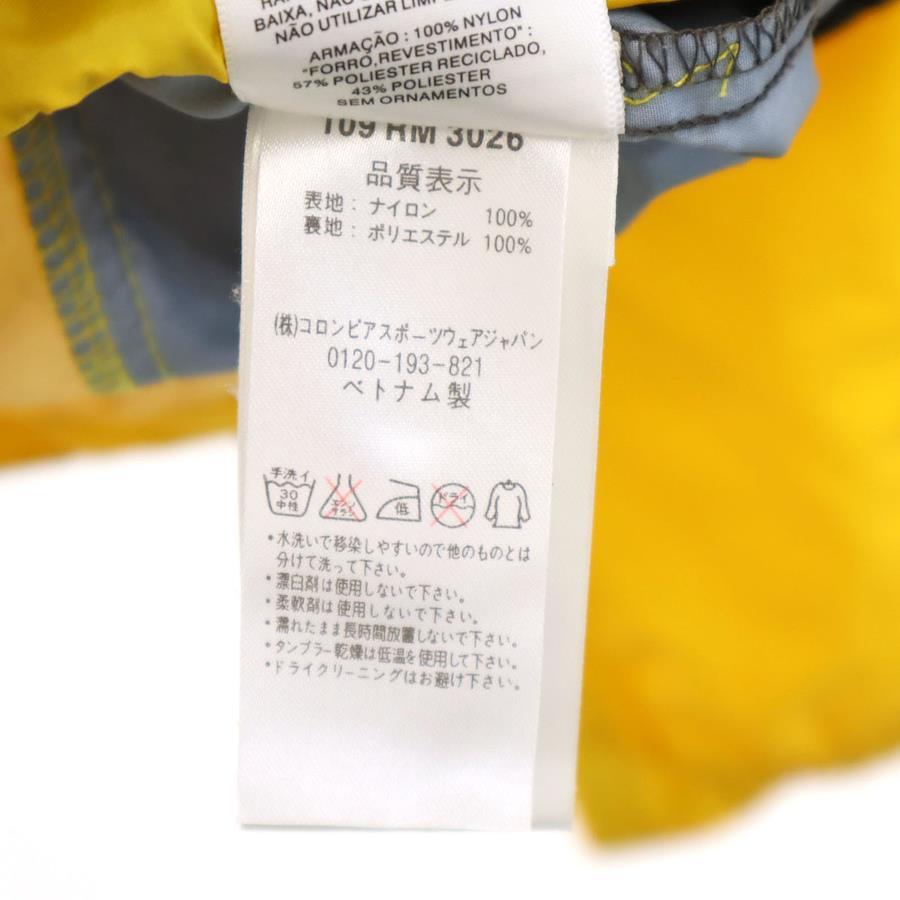 BAIXA, NÃO
NÃO UTILIZAR
ARMAÇÃO : 100% NYLON
"FORRO,REVESTIMENTO" :
57% POLIESTER RECICLADO,
43% POLIESTER
SEM ORNAMENTOS
109 RM 3026
品質表示
表地: ナイロン 100%
裏地: ポリエステル 100%
(株)コロンビアスポーツウェアジャパン
0120-193-821
ベトナム製
手洗イ
30
中性
エンソ
サラシ
低
ドライ
•水洗いで移染しやすいので他のものとは
分けて洗って下さい。
•漂白剤は使用しないで下さい。
•柔軟剤は使用しないで下さい。
•濡れたまま長時間放置しないで下さい。
•タンブラー乾燥は低温を使用して下さい。
•ドライクリーニングはお避け下さい。